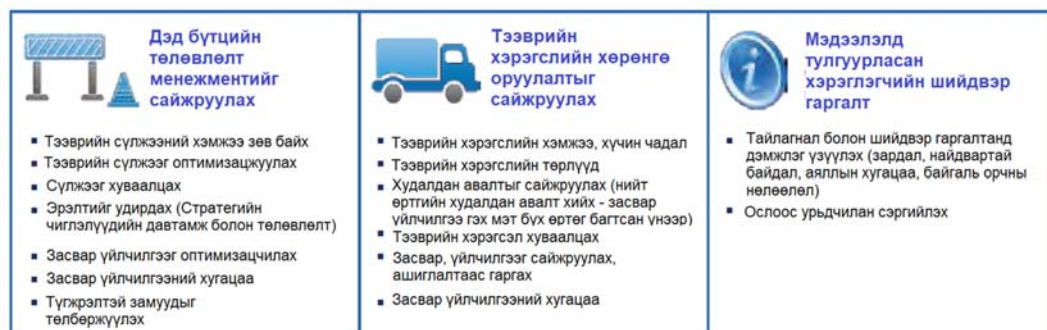 Дэд бүтцийн
төлөвлөлт
менежментийг
сайжруулах
Тээврийн сүлжээний хэмжээ зөв байх
Тээврийн сүлжээг оптимизацжуулах
Сүлжээг хуваалцах
Эрэлтийг удирдах (Стратегийн
чиглэлүүдийн давтамж болон төлөвлөлт)
Засвар үйлчилгээг оптимизацчилах
Засвар үйлчилгээний хугацаа
Түгжрэлтэй замуудыг
төлбөржүүлэх
Тээврийн
хэрэгслийн хөрөнгө
оруулалтыг
сайжруулах
Тээврийн хэрэгслийн хэмжээ, хүчин чадал
Тээврийн хэрэгслийн төрлүүд
Худалдан авалтыг сайжруулах (нийт
өртгийн худалдан авалт хийх - засвар
үйлчилгээ гэх мэт бүх өртөг багтсан үнээр)
Тээврийн хэрэгсэл хуваалцах
Засвар, үйлчилгээг сайжруулах,
ашиглалтаас гаргах
Засвар үйлчилгээний хугацаа
Мэдээлэлд
тулгуурласан
хэрэглэгчийн шийдвэр
гаргалт
Тайлагнал болон шийдвэр гаргалтанд
дэмжлэг үзүүлэх (зардал, найдвартай
байдал, аяллын хугацаа, байгаль орчны
нөлөөлөл)
Ослоос урьдчилан сэргийлэх